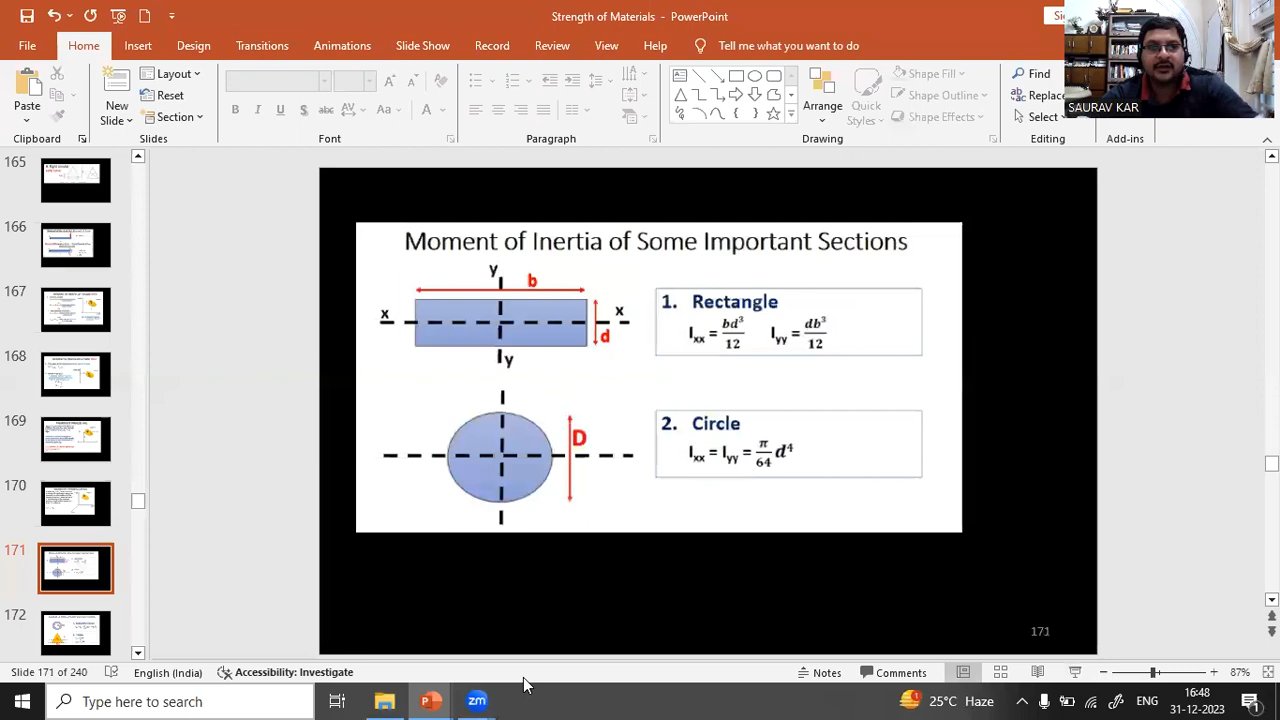 Strength of Materials - PowerPoint
File Home Insert Design Transitions Animations Slide Show Record Review View Help Tell me what you want to do
SAURAV KAR
Paste
New
Slide
Layout
Reset
Section
B I U S abc AV Aa A
Arrange
Quick
Styles
Shape Fill
Shape Outline
Shape Effects
Find
Replace
Select
Clipboard Slides Font Paragraph Drawing Editing Add-ins
165
166
167
168
169
170
171
172
Moment of Inertia of Some Important Sections
y
b
x
x
d
y
1. Rectangle
Ixx = bd³/12 Iyy = db³/12
D
2. Circle
Ixx = Iyy = π/64 d⁴
171
Slide 171 of 240 English (India) Accessibility: Investigate Notes Comments 87%
Type here to search
zm
25°C Haze
ENG
16:48
31-12-2023